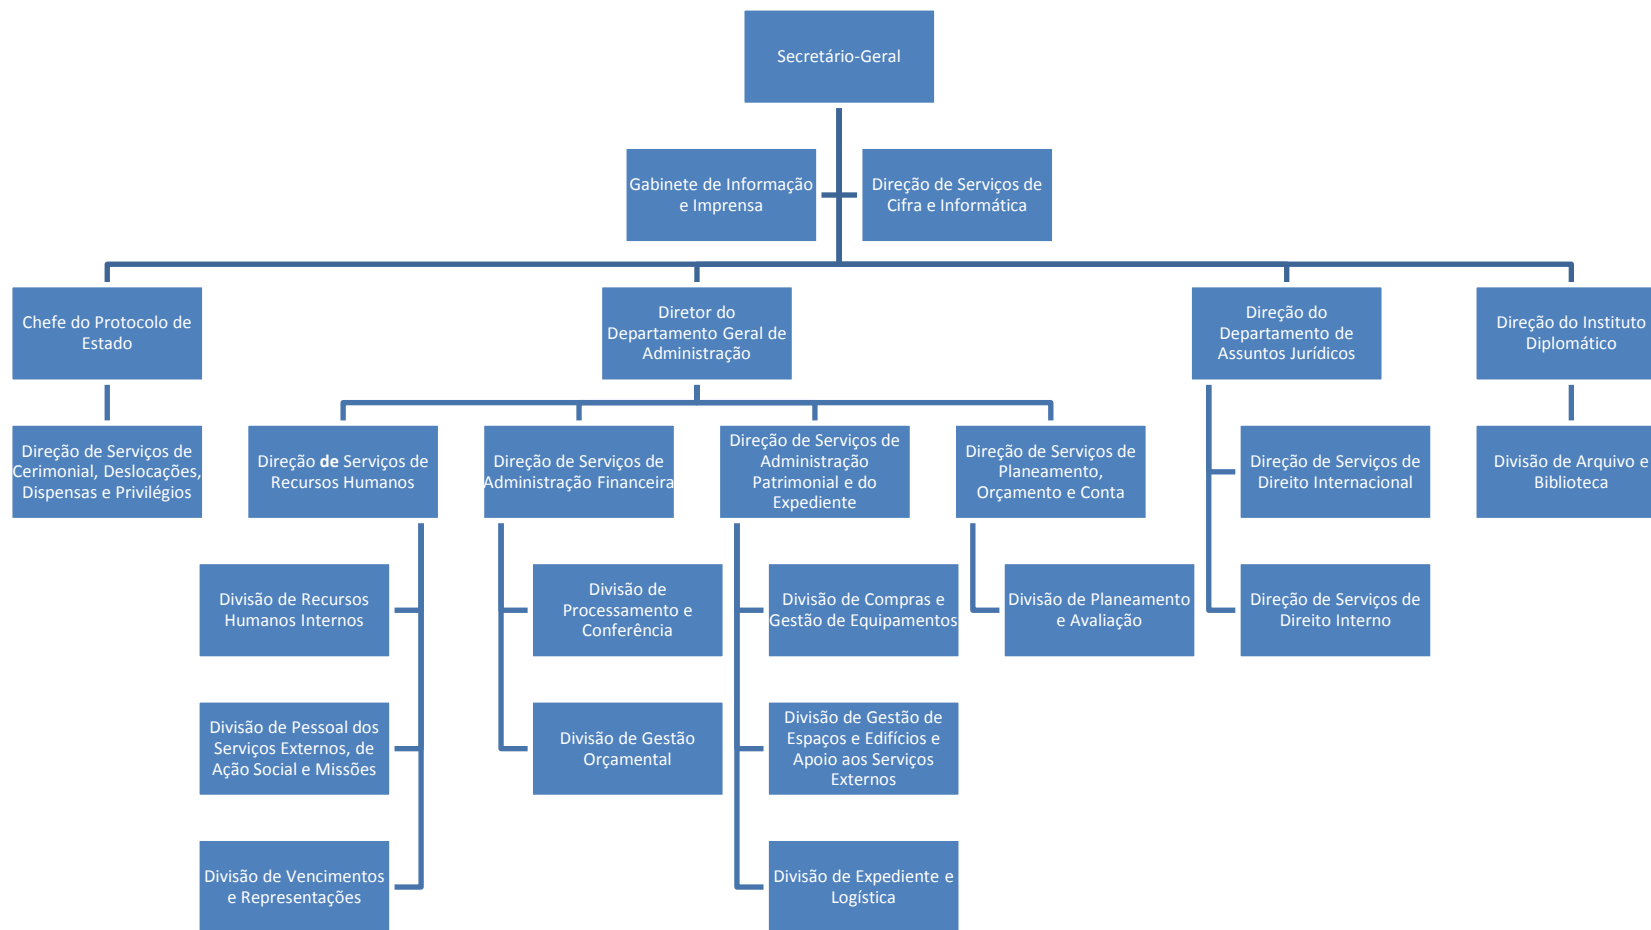 Secretário-Geral
Gabinete de Informação
e Imprensa
Direção de Serviços de
Cifra e Informática
Chefe do Protocolo de
Estado
Diretor do
Departamento Geral de
Administração
Direção do
Departamento de
Assuntos Jurídicos
Direção do Instituto
Diplomático
Direção de Serviços de
Cerimonial, Deslocações,
Dispensas e Privilégios
Direção de Serviços de
Recursos Humanos
Direção de Serviços de
Administração Financeira
Direção de Serviços de
Administração
Patrimonial e do
Expediente
Direção de Serviços de
Planeamento,
Orçamento e Conta
Direção de Serviços de
Direito Internacional
Divisão de Arquivo e
Biblioteca
Divisão de Recursos
Humanos Internos
Divisão de
Processamento e
Conferência
Divisão de Compras e
Gestão de Equipamentos
Divisão de Planeamento
e Avaliação
Direção de Serviços de
Direito Interno
Divisão de Pessoal dos
Serviços Externos, de
Ação Social e Missões
Divisão de Gestão
Orçamental
Divisão de Gestão de
Espaços e Edifícios e
Apoio aos Serviços
Externos
Divisão de Vencimentos
e Representações
Divisão de Expediente e
Logística